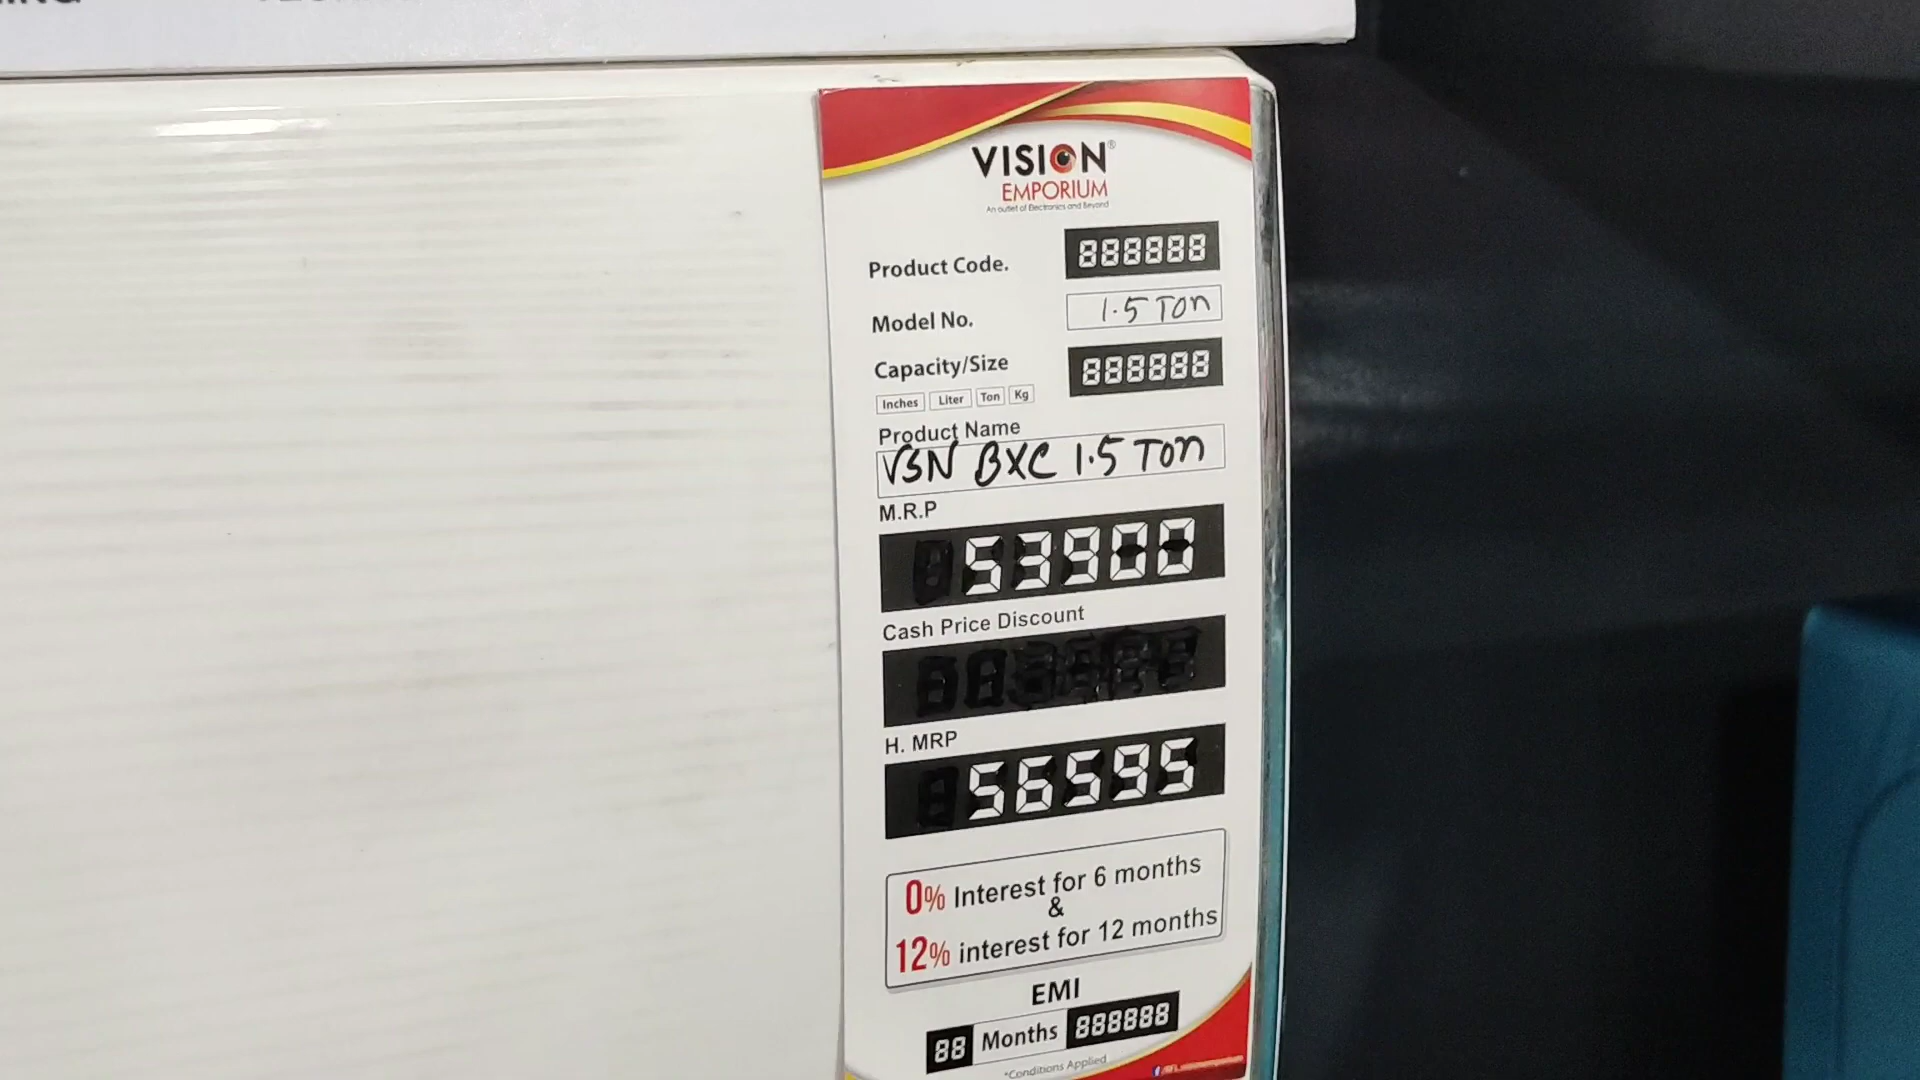 VISION®
EMPORIUM
An outlet of Electronics and Beyond
Product Code. 888888
Model No. 1.5 Ton
Capacity/Size 888888
Inches Liter Ton Kg
Product Name
VSN BXC 1.5 Ton
M.R.P
53900
Cash Price Discount
H. MRP
56595
0% Interest for 6 months
&
12% interest for 12 months
EMI
88 Months 888888
*Conditions Applied